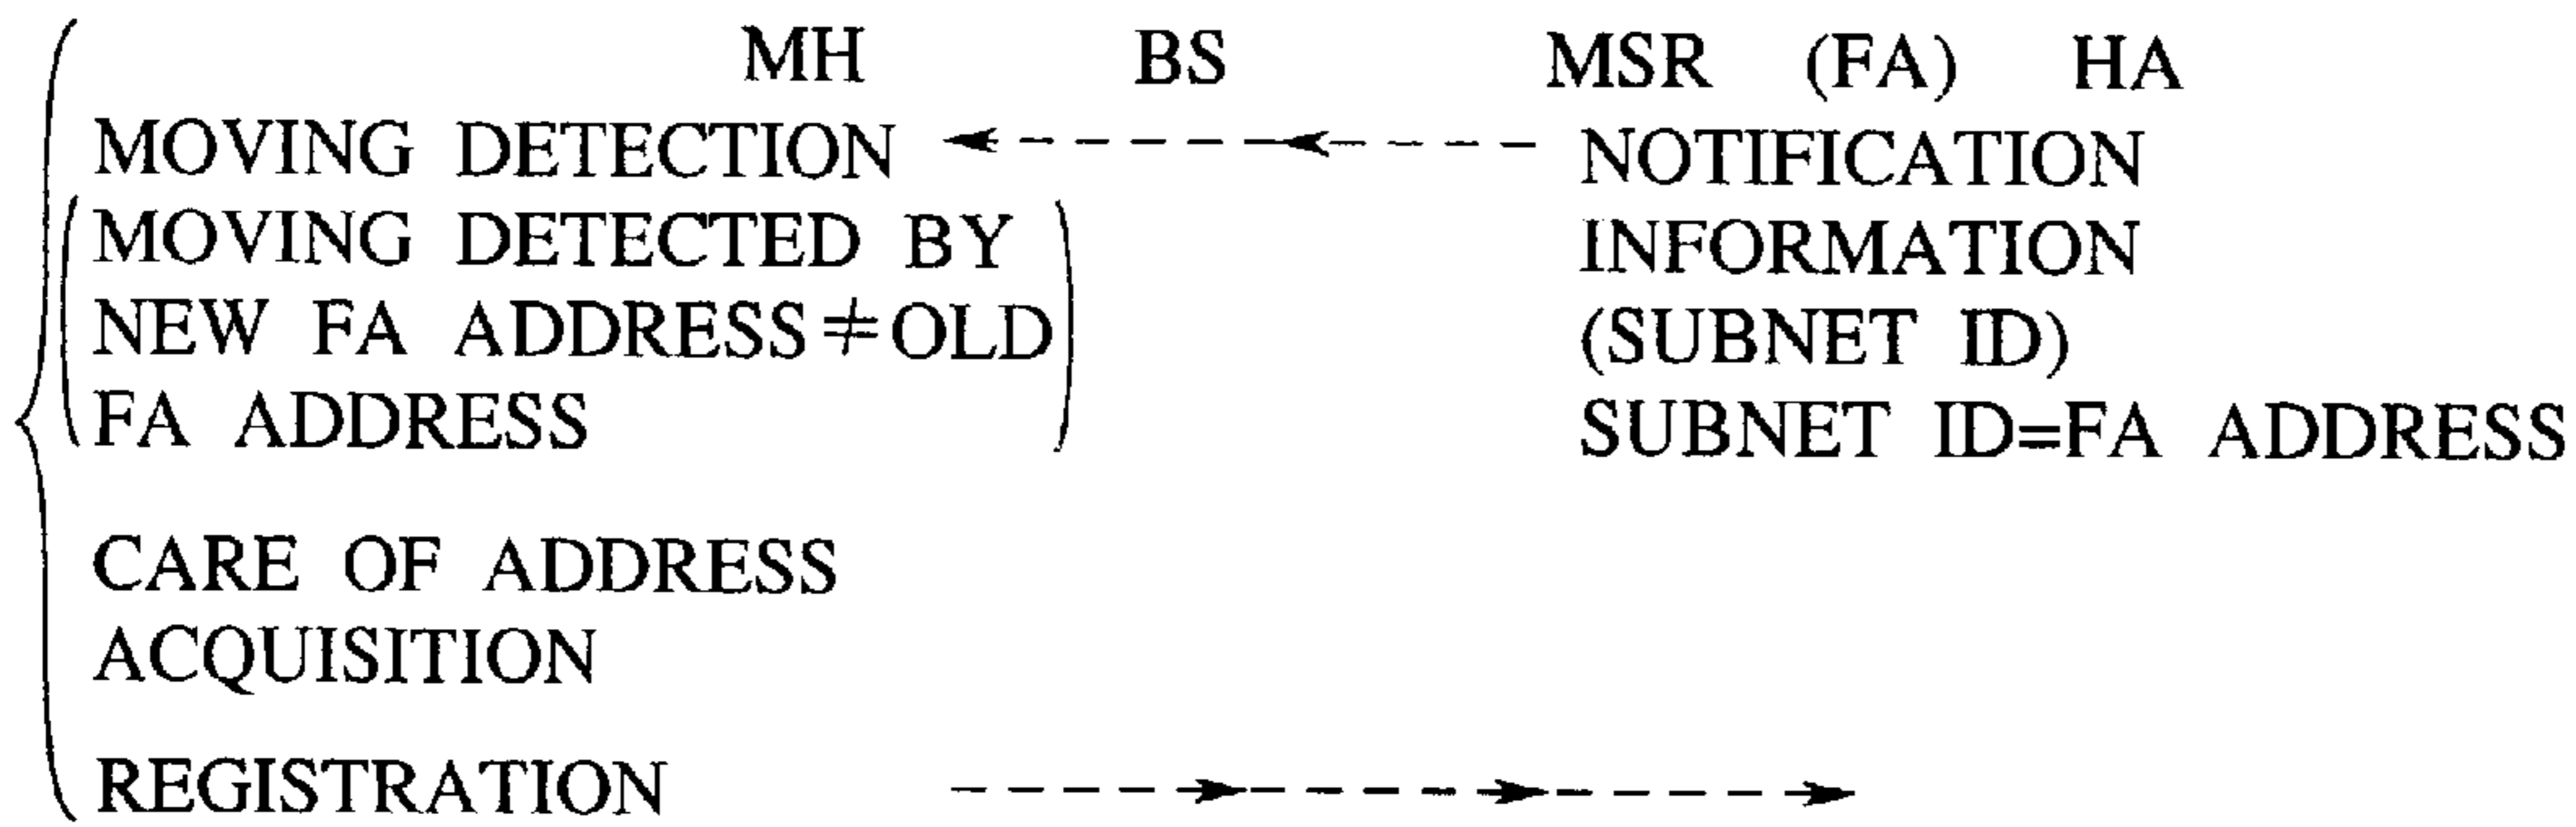 MH BS MSR (FA) HA
MOVING DETECTION NOTIFICATION
MOVING DETECTED BY INFORMATION
NEW FA ADDRESS≠OLD (SUBNET ID)
FA ADDRESS SUBNET ID=FA ADDRESS
CARE OF ADDRESS
ACQUISITION
REGISTRATION